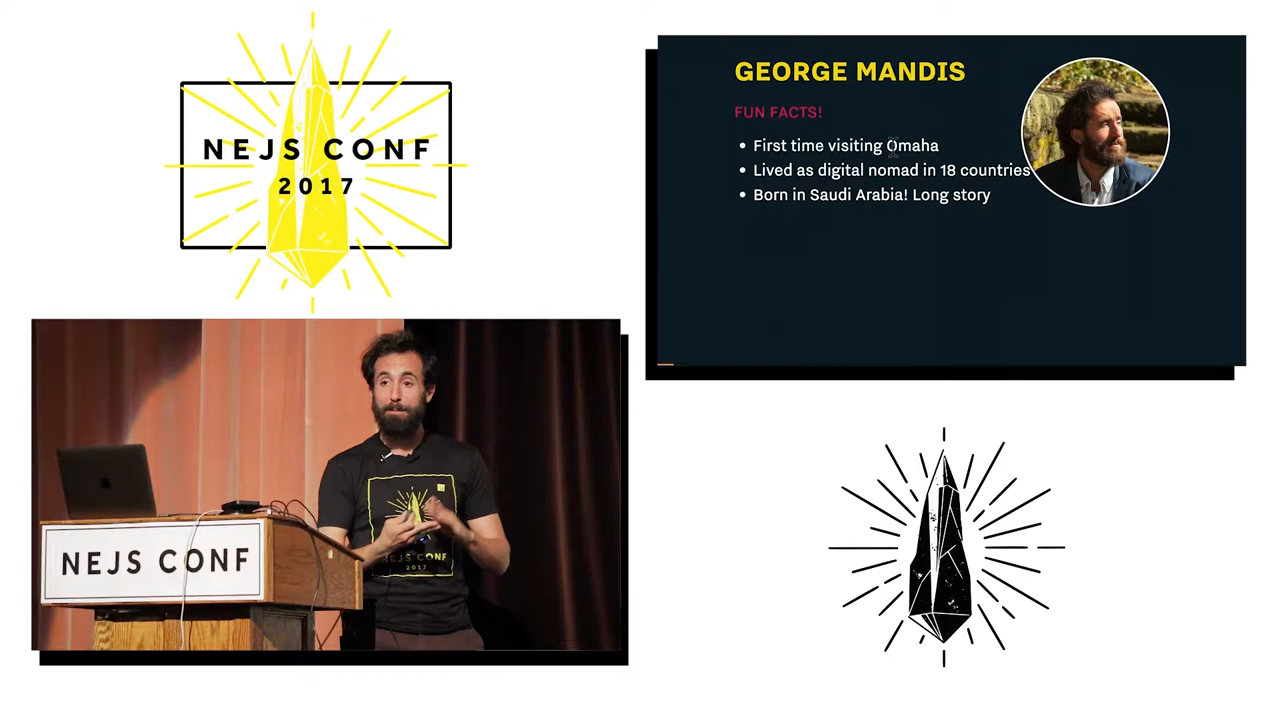 NEJS CONF
2017
GEORGE MANDIS
FUN FACTS!
• First time visiting Omaha
• Lived as digital nomad in 18 countries
• Born in Saudi Arabia! Long story
NEJS CONF
NEJS CONF
2017